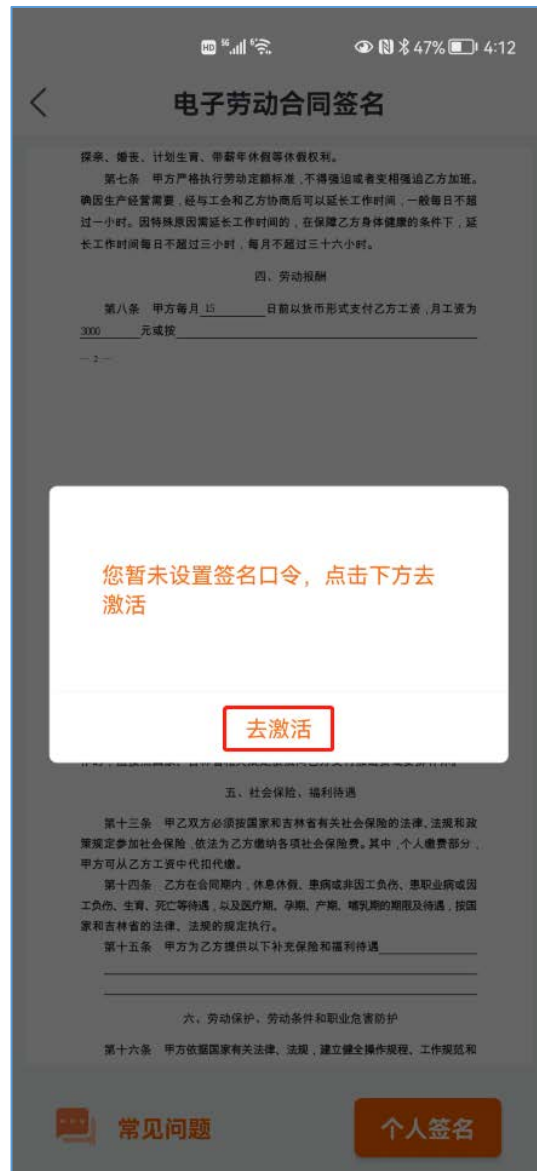 HD 5G 6 47% 4:12
电子劳动合同签名
探亲、婚丧、计划生育、带薪年休假等休假权利。
第七条 甲方严格执行劳动定额标准，不得强迫或者变相强迫乙方加班。
确因生产经营需要，经与工会和乙方协商后可以延长工作时间，一般每日不超
过一小时。因特殊原因需延长工作时间的，在保障乙方身体健康的条件下，延
长工作时间每日不超过三小时，每月不超过三十六小时。
四、劳动报酬
第八条 甲方每月 15 日前以货币形式支付乙方工资，月工资为
3000 元或按
— 2 —
您暂未设置签名口令，点击下方去
激活
去激活
五、社会保险、福利待遇
第十三条 甲乙双方必须按国家和吉林省有关社会保险的法律、法规和政
策规定参加社会保险，依法为乙方缴纳各项社会保险费。其中，个人缴费部分，
甲方可从乙方工资中代扣代缴。
第十四条 乙方在合同期内，休息休假、患病或非因工负伤、患职业病或因
工负伤、生育、死亡等待遇，以及医疗期、孕期、产期、哺乳期的期限及待遇，按国
家和吉林省的法律、法规的规定执行。
第十五条 甲方为乙方提供以下补充保险和福利待遇
六、劳动保护、劳动条件和职业危害防护
第十六条 甲方依据国家有关法律、法规，建立健全操作规程、工作规范和
常见问题
个人签名